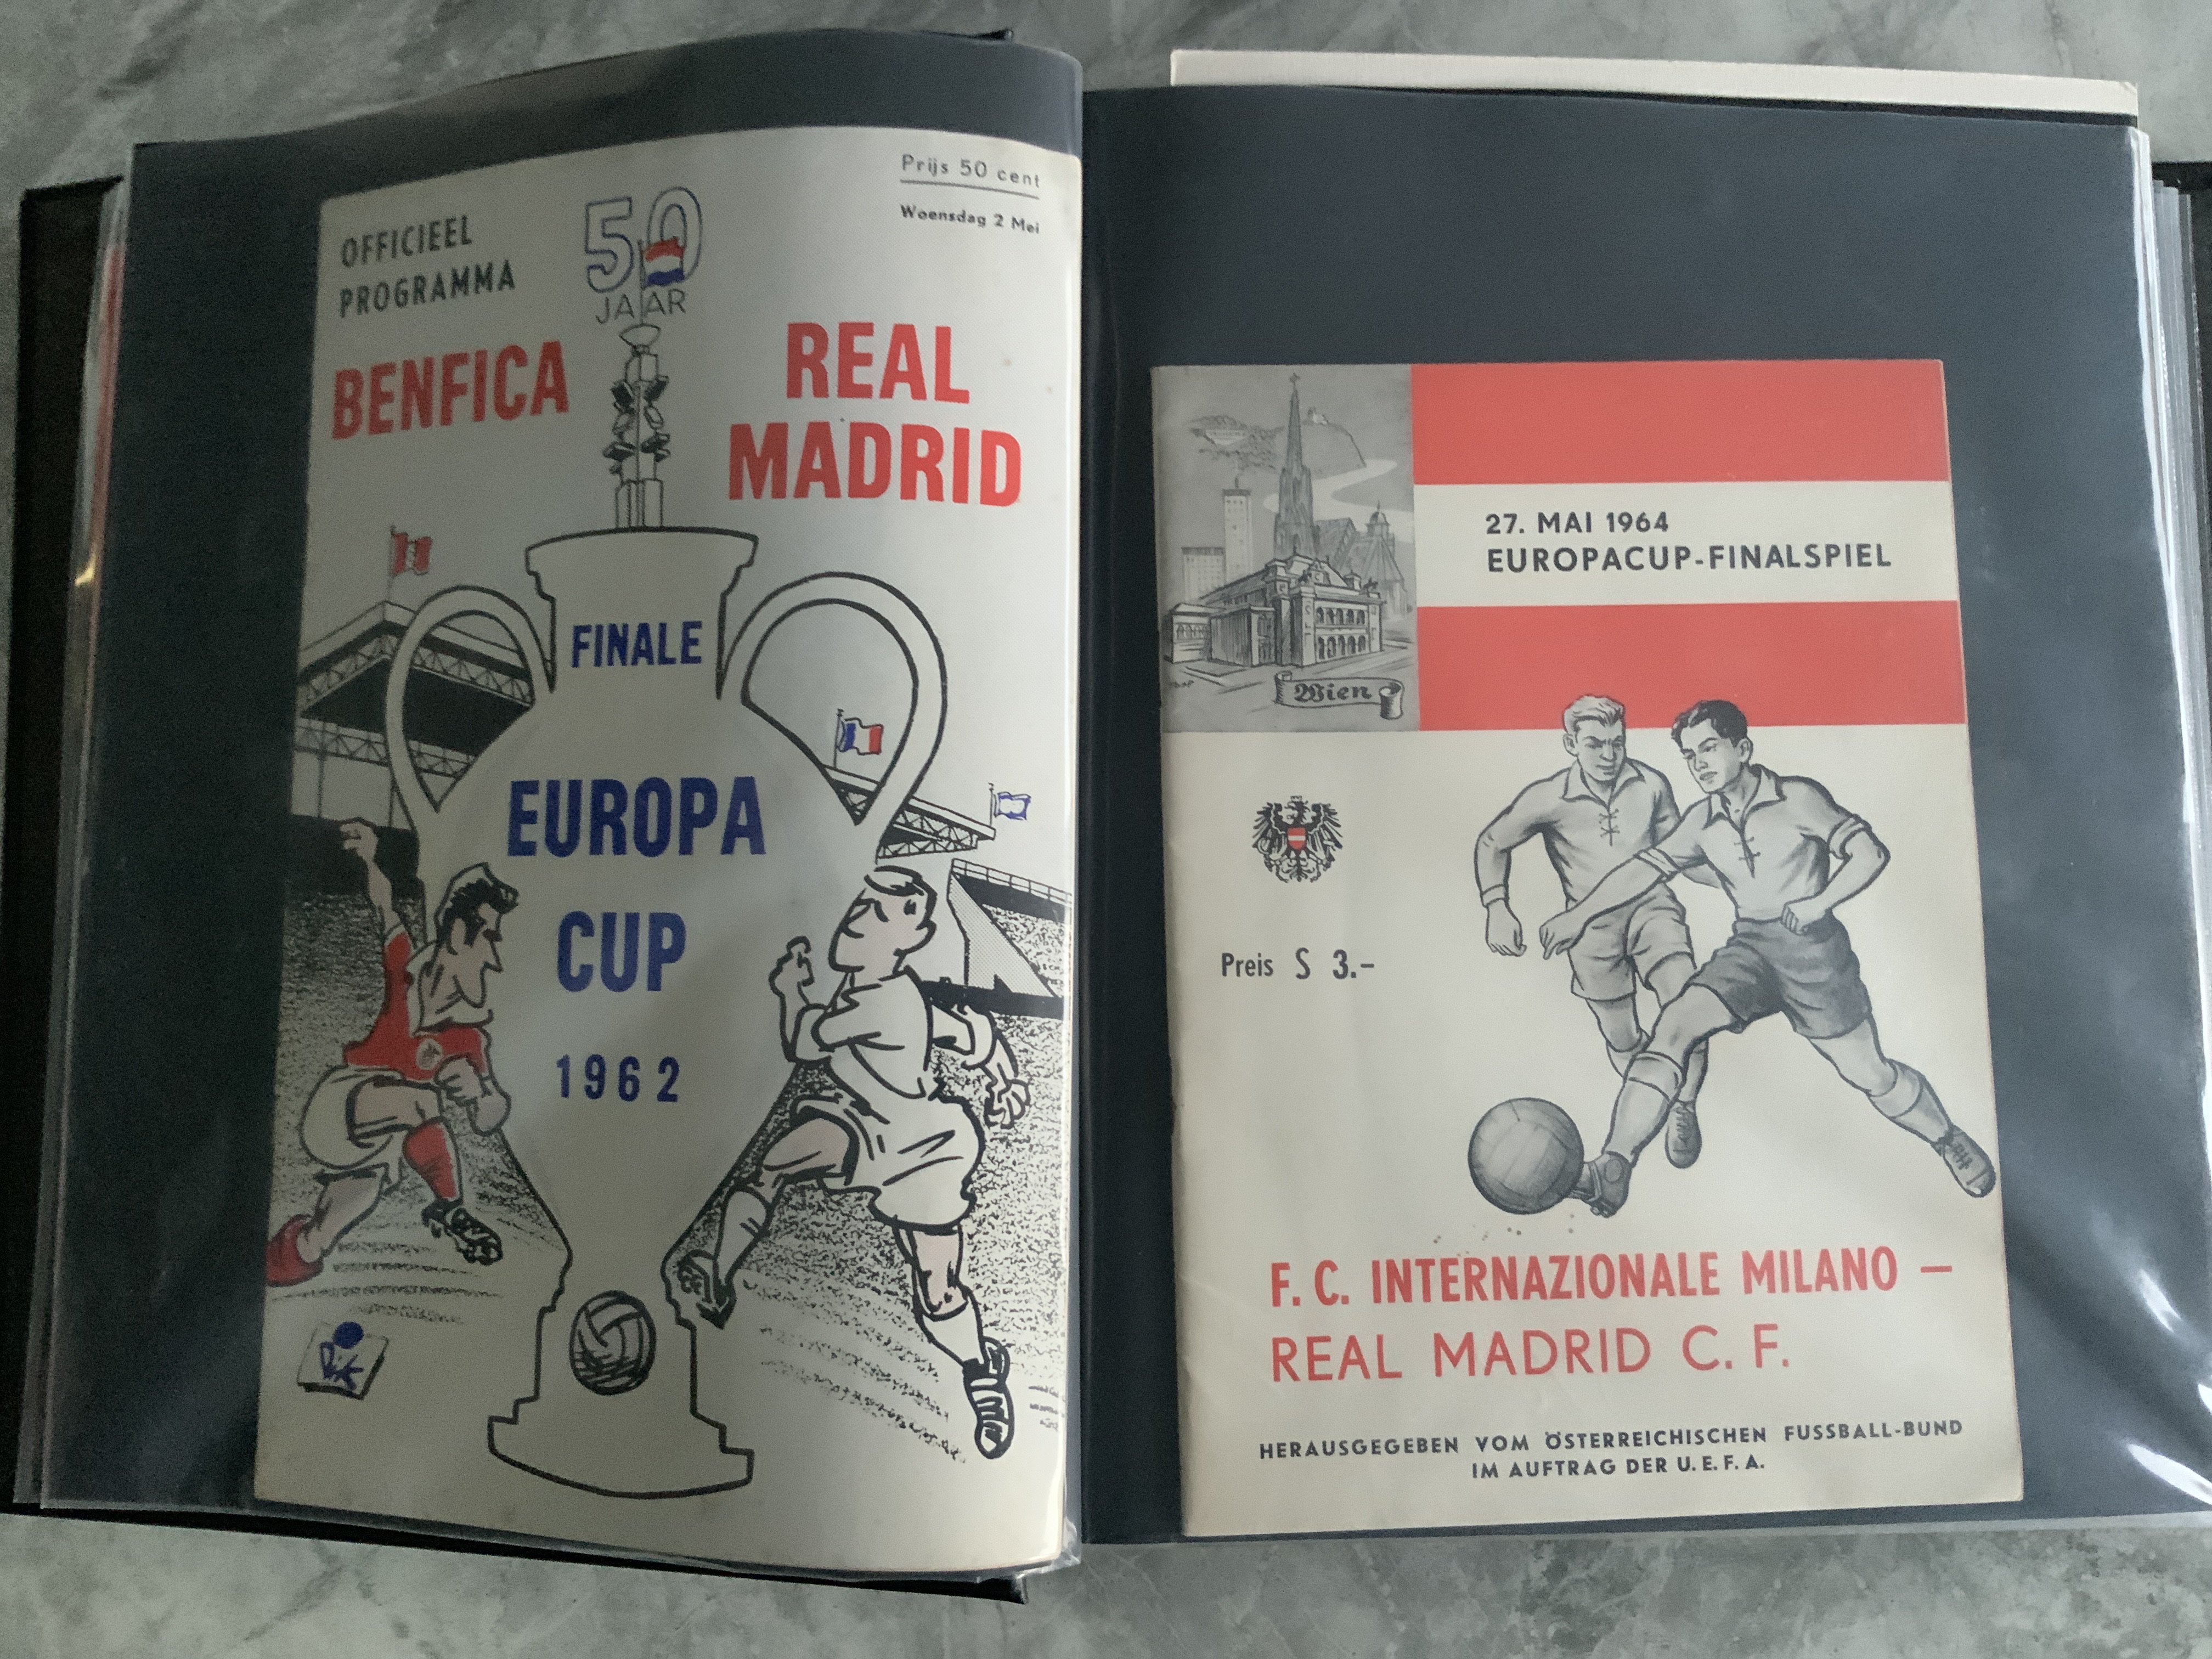 Prijs 50 cent
Woensdag 2 Mei
OFFICIEEL
PROGRAMMA
50
JAAR
BENFICA
REAL
MADRID
FINALE
EUROPA
CUP
1962
27. MAI 1964
EUROPACUP-FINALSPIEL
Wien
Preis S 3.-
F. C. INTERNAZIONALE MILANO —
REAL MADRID C. F.
HERAUSGEGEBEN VOM ÖSTERREICHISCHEN FUSSBALL-BUND
IM AUFTRAG DER U. E. F. A.